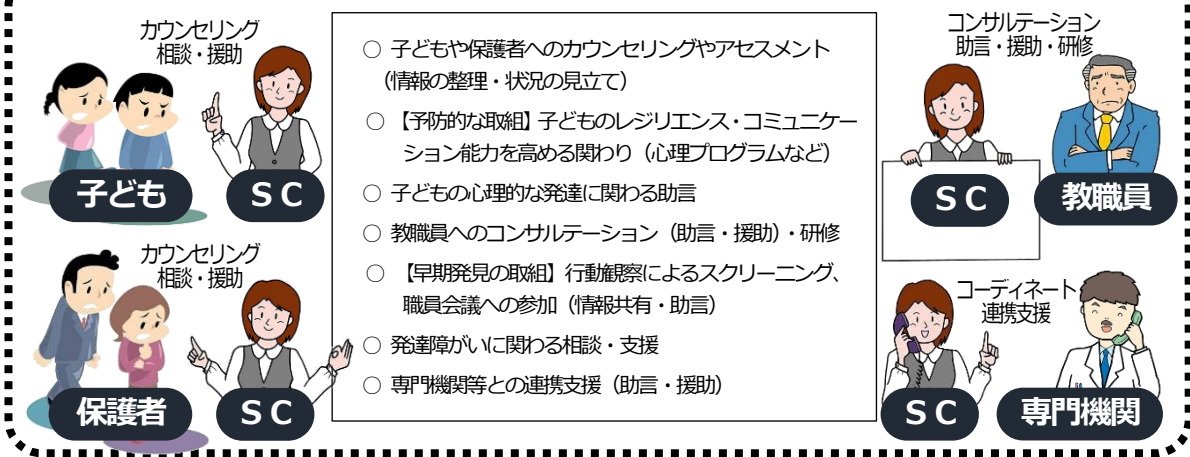 カウンセリング
相談・援助
子ども
ＳＣ
カウンセリング
相談・援助
保護者
ＳＣ
○ 子どもや保護者へのカウンセリングやアセスメント
（情報の整理・状況の見立て）
○ 【予防的な取組】子どものレジリエンス・コミュニケー
ション能力を高める関わり（心理プログラムなど）
○ 子どもの心理的な発達に関わる助言
○ 教職員へのコンサルテーション（助言・援助）・研修
○ 【早期発見の取組】行動観察によるスクリーニング、
職員会議への参加（情報共有・助言）
○ 発達障がいに関わる相談・支援
○ 専門機関等との連携支援（助言・援助）
コンサルテーション
助言・援助・研修
ＳＣ
教職員
コーディネート
連携支援
ＳＣ
専門機関